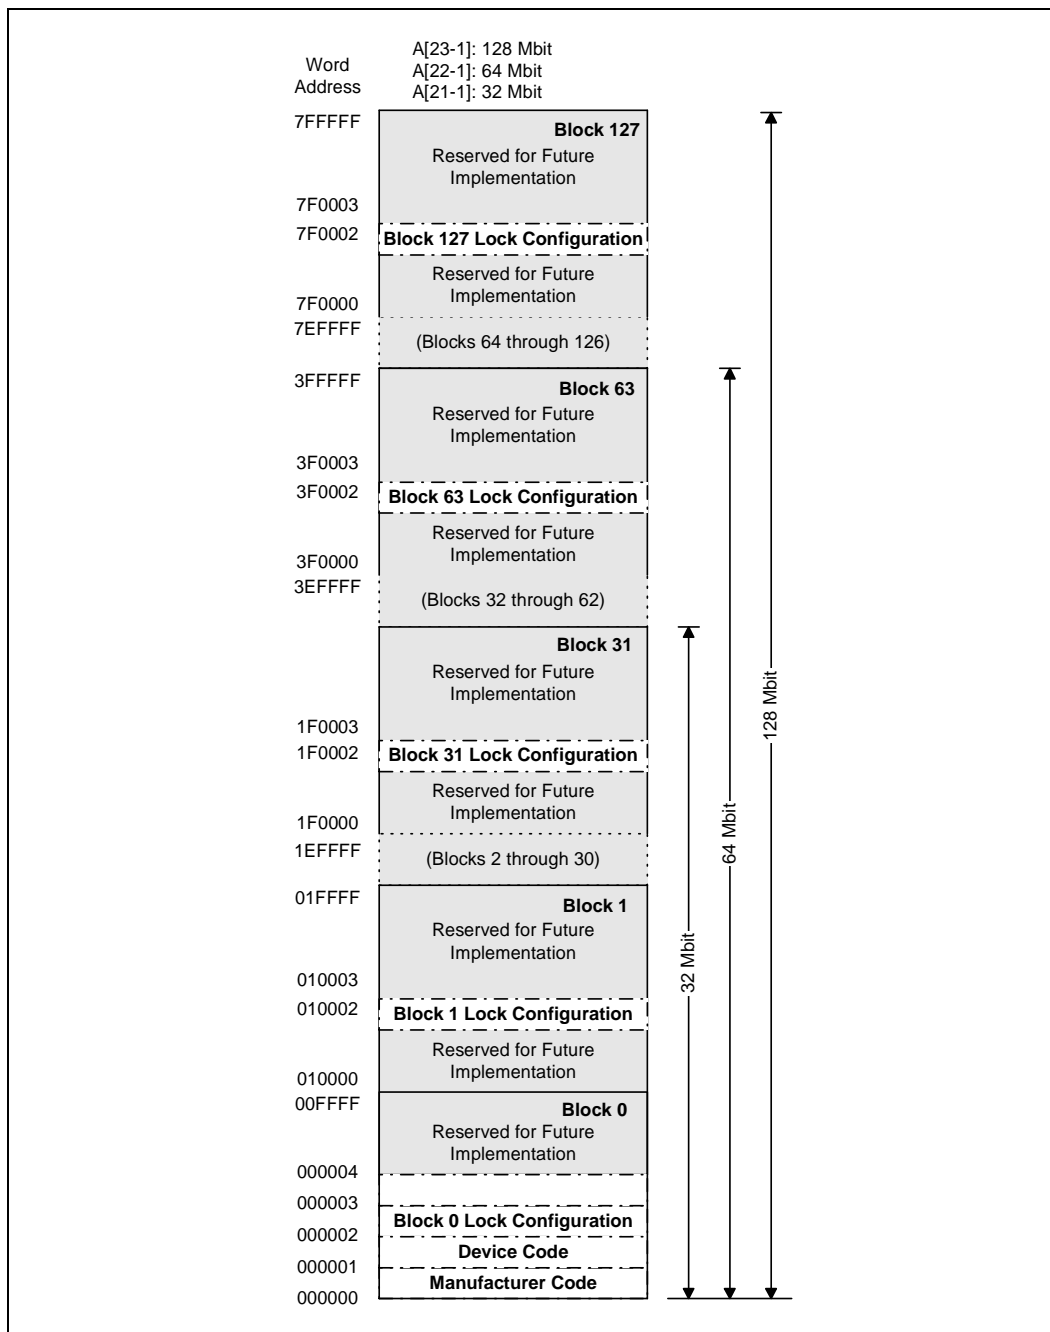 Word
Address
A[23-1]: 128 Mbit
A[22-1]: 64 Mbit
A[21-1]: 32 Mbit
7FFFFF
Block 127
Reserved for Future
Implementation
7F0003
7F0002
Block 127 Lock Configuration
Reserved for Future
Implementation
7F0000
7EFFFF
(Blocks 64 through 126)
3FFFFF
Block 63
Reserved for Future
Implementation
3F0003
3F0002
Block 63 Lock Configuration
Reserved for Future
Implementation
3F0000
3EFFFF
(Blocks 32 through 62)
Block 31
Reserved for Future
Implementation
1F0003
1F0002
Block 31 Lock Configuration
Reserved for Future
Implementation
1F0000
1EFFFF
(Blocks 2 through 30)
01FFFF
Block 1
Reserved for Future
Implementation
010003
010002
Block 1 Lock Configuration
Reserved for Future
Implementation
010000
00FFFF
Block 0
Reserved for Future
Implementation
000004
000003
Block 0 Lock Configuration
000002
Device Code
000001
Manufacturer Code
000000
32 Mbit
64 Mbit
128 Mbit